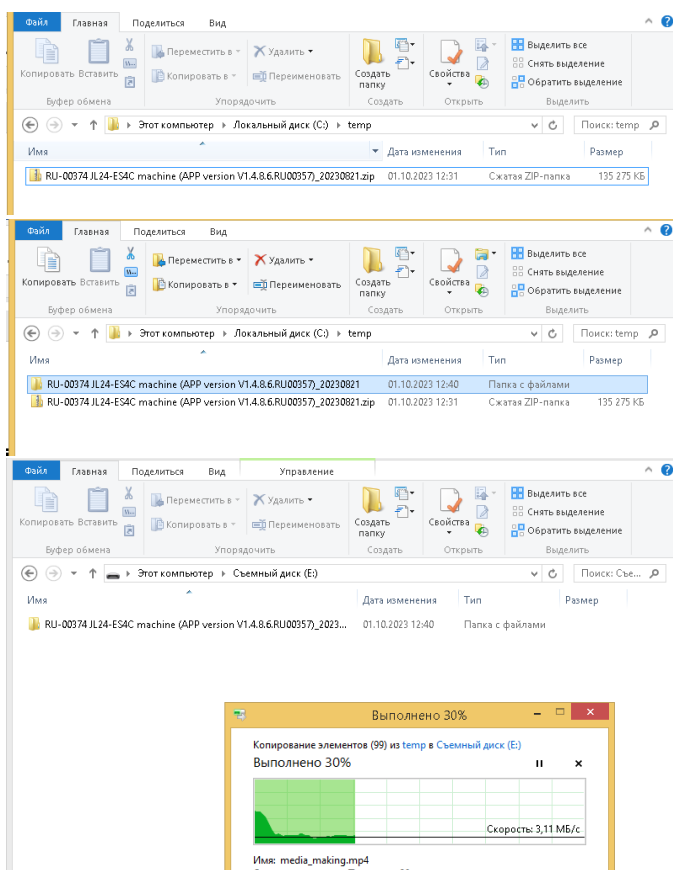 Файл Главная Поделиться Вид
Копировать Вставить Переместить в Удалить Создать папку Свойства Выделить все
Копировать в Переместить Снять выделение
Переименовать Обратить выделение
Буфер обмена Упорядочить Создать Открыть Выделить
Этот компьютер Локальный диск (C:) temp Поиск: temp
Имя Дата изменения Тип Размер
RU-00374 JL24-ES4C machine (APP version V1.4.8.6.RU00357)_20230821.zip 01.10.2023 12:31 Сжатая ZIP-папка 135 275 КБ
Файл Главная Поделиться Вид
Переместить в Удалить Выделить все
Копировать Вставить Создать папку Свойства Снять выделение
Копировать в Переименовать Обратить выделение
Буфер обмена Упорядочить Создать Открыть Выделить
Этот компьютер Локальный диск (C:) temp Поиск: temp
Имя Дата изменения Тип Размер
RU-00374 JL24-ES4C machine (APP version V1.4.8.6.RU00357)_20230821 01.10.2023 12:40 Папка с файлами
RU-00374 JL24-ES4C machine (APP version V1.4.8.6.RU00357)_20230821.zip 01.10.2023 12:31 Сжатая ZIP-папка 135 275 КБ
Файл Главная Поделиться Вид Управление
Переместить в Удалить Выделить все
Копировать Вставить Создать папку Свойства Снять выделение
Копировать в Переименовать Обратить выделение
Буфер обмена Упорядочить Создать Открыть Выделить
Этот компьютер Съемный диск (E:) Поиск: Съе...
Имя Дата изменения Тип Размер
RU-00374 JL24-ES4C machine (APP version V1.4.8.6.RU00357)_2023... 01.10.2023 12:40 Папка с файлами
Выполнено 30%
Копирование элементов (99) из temp в Съемный диск (E:)
Выполнено 30%
Скорость: 3,11 МБ/с
Имя: media_making.mp4